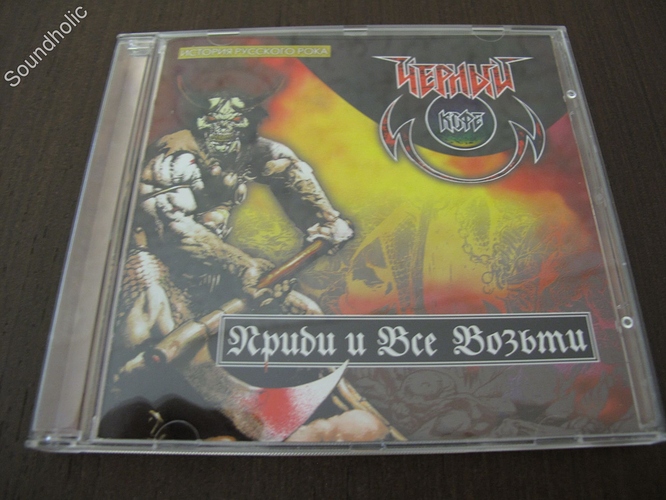 Soundholic
ИСТОРИЯ РУССКОГО РОКА
ЧЕРНЫЙ
КОФЕ
Приди и Все Возьми